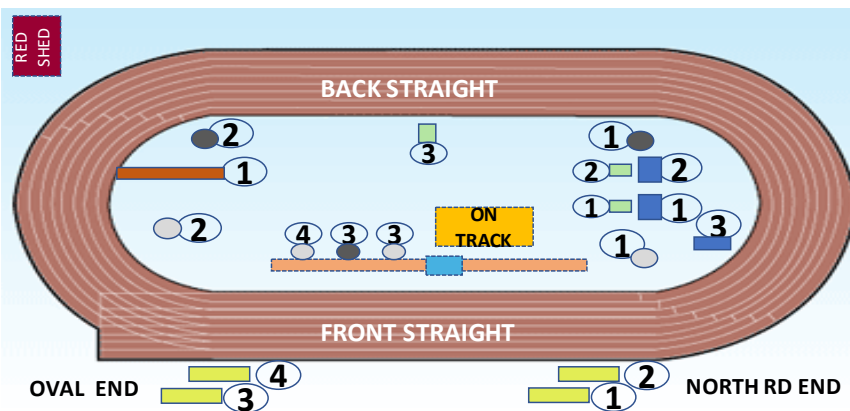 RED
SHED
BACK STRAIGHT
2
3
1
1
2
2
1
1
3
2
4
3
3
1
ON
TRACK
FRONT STRAIGHT
OVAL END
4
3
2
1
NORTH RD END